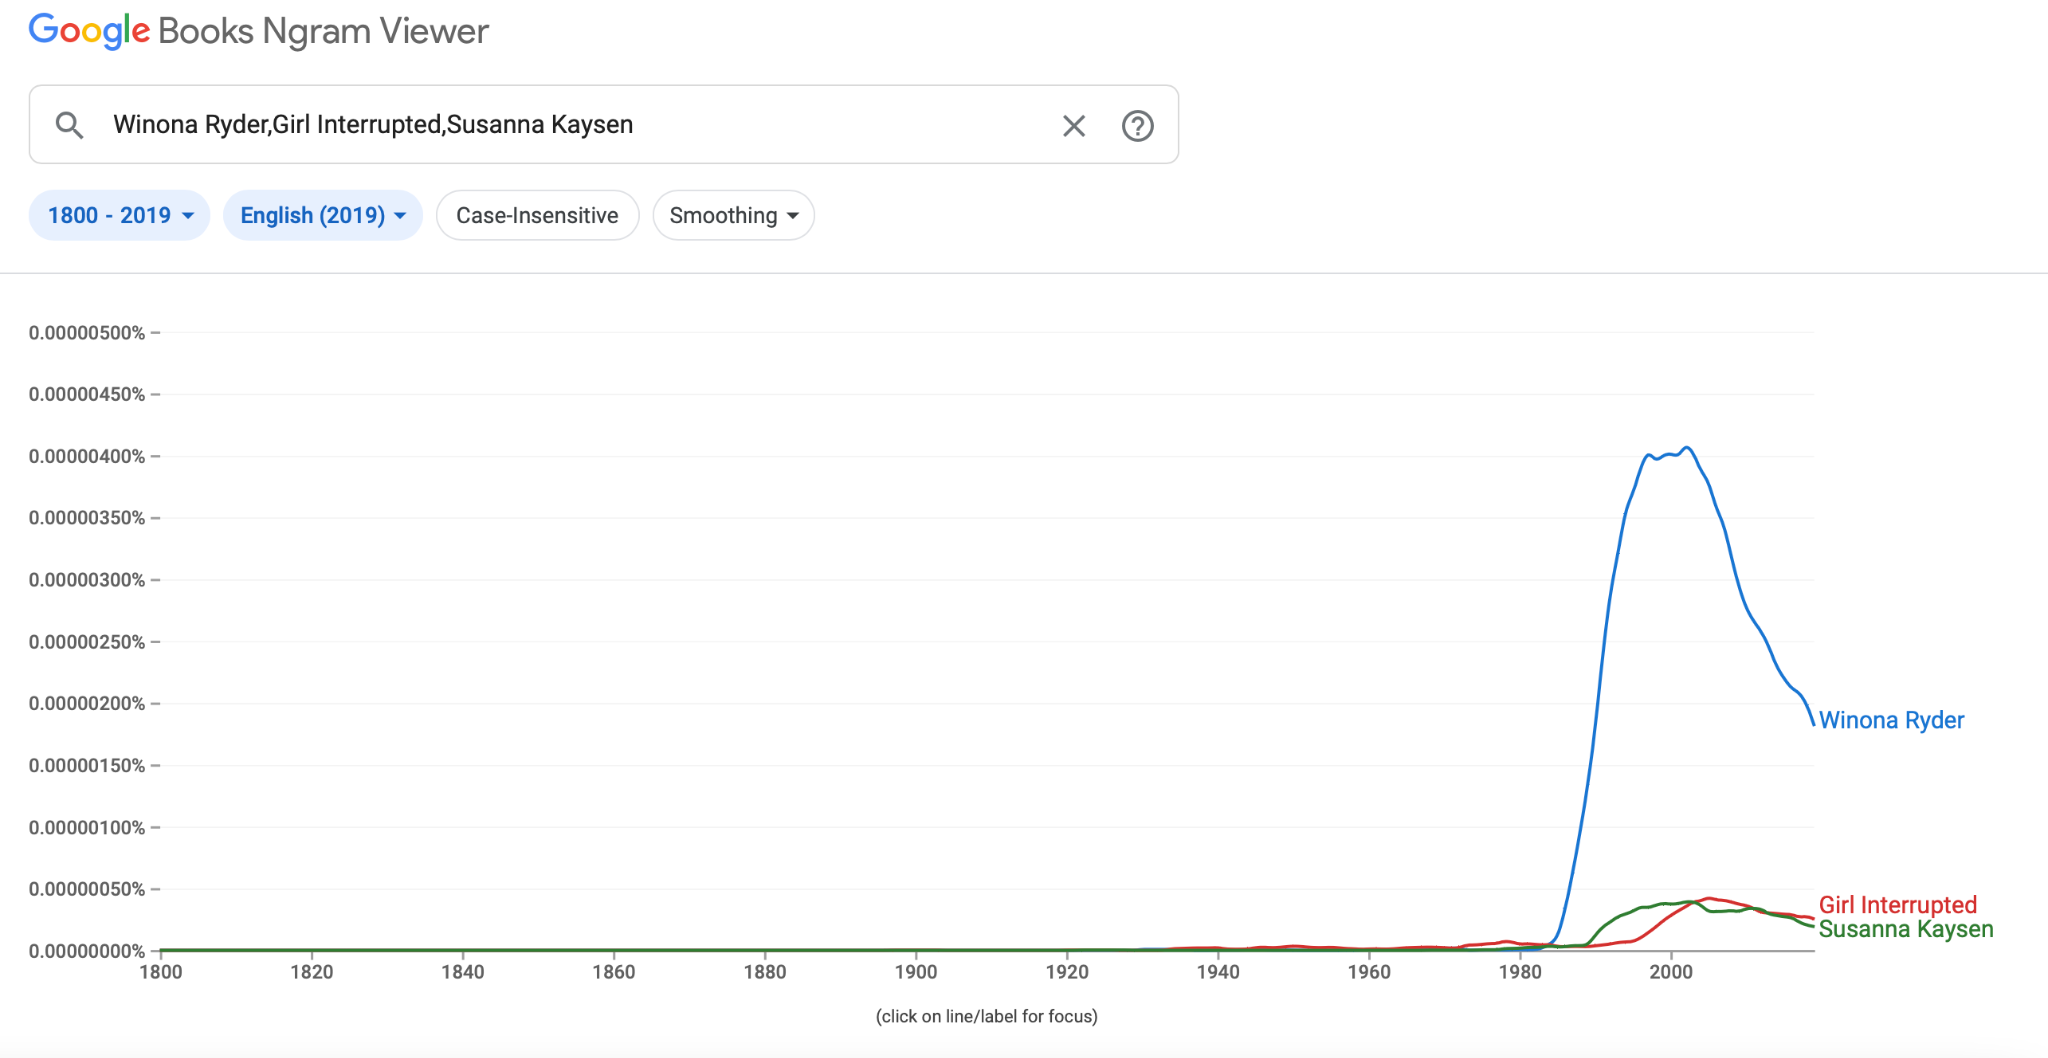 Google Books Ngram Viewer
Winona Ryder,Girl Interrupted,Susanna Kaysen
1800 - 2019 English (2019) Case-Insensitive Smoothing
0.00000500%
0.00000450%
0.00000400%
0.00000350%
0.00000300%
0.00000250%
0.00000200%
Winona Ryder
0.00000150%
0.00000100%
0.00000050%
Girl Interrupted
Susanna Kaysen
0.00000000%
1800 1820 1840 1860 1880 1900 1920 1940 1960 1980 2000
(click on line/label for focus)